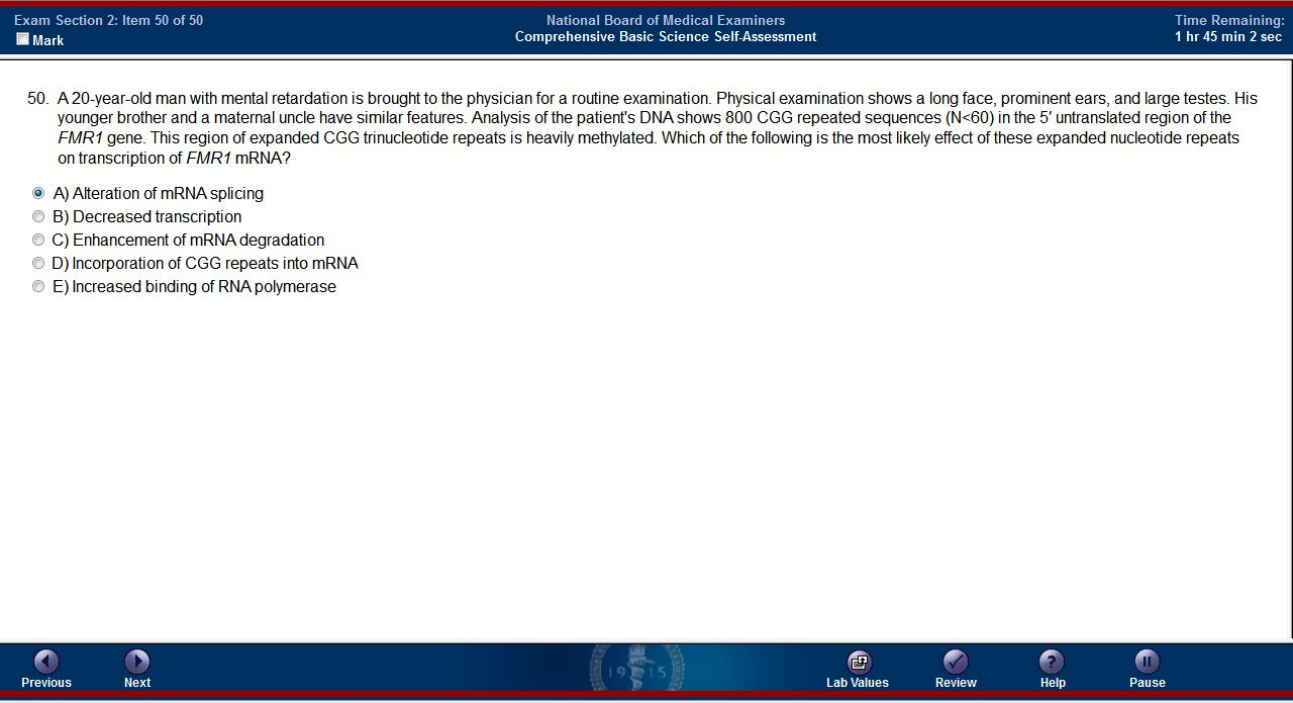 Exam Section 2: Item 50 of 50
National Board of Medical Examiners
Time Remaining:
Mark
Comprehensive Basic Science Self-Assessment
1 hr 45 min 2 sec
50. A 20-year-old man with mental retardation is brought to the physician for a routine examination. Physical examination shows a long face, prominent ears, and large testes. His
younger brother and a maternal uncle have similar features. Analysis of the patient's DNA shows 800 CGG repeated sequences (N<60) in the 5' untranslated region of the
FMR1 gene. This region of expanded CGG trinucleotide repeats is heavily methylated. Which of the following is the most likely effect of these expanded nucleotide repeats
on transcription of FMR1 mRNA?
A) Alteration of mRNA splicing
B) Decreased transcription
C) Enhancement of mRNA degradation
D) Incorporation of CGG repeats into mRNA
E) Increased binding of RNA polymerase
1915
Previous
Next
Lab Values
Review
Help
Pause